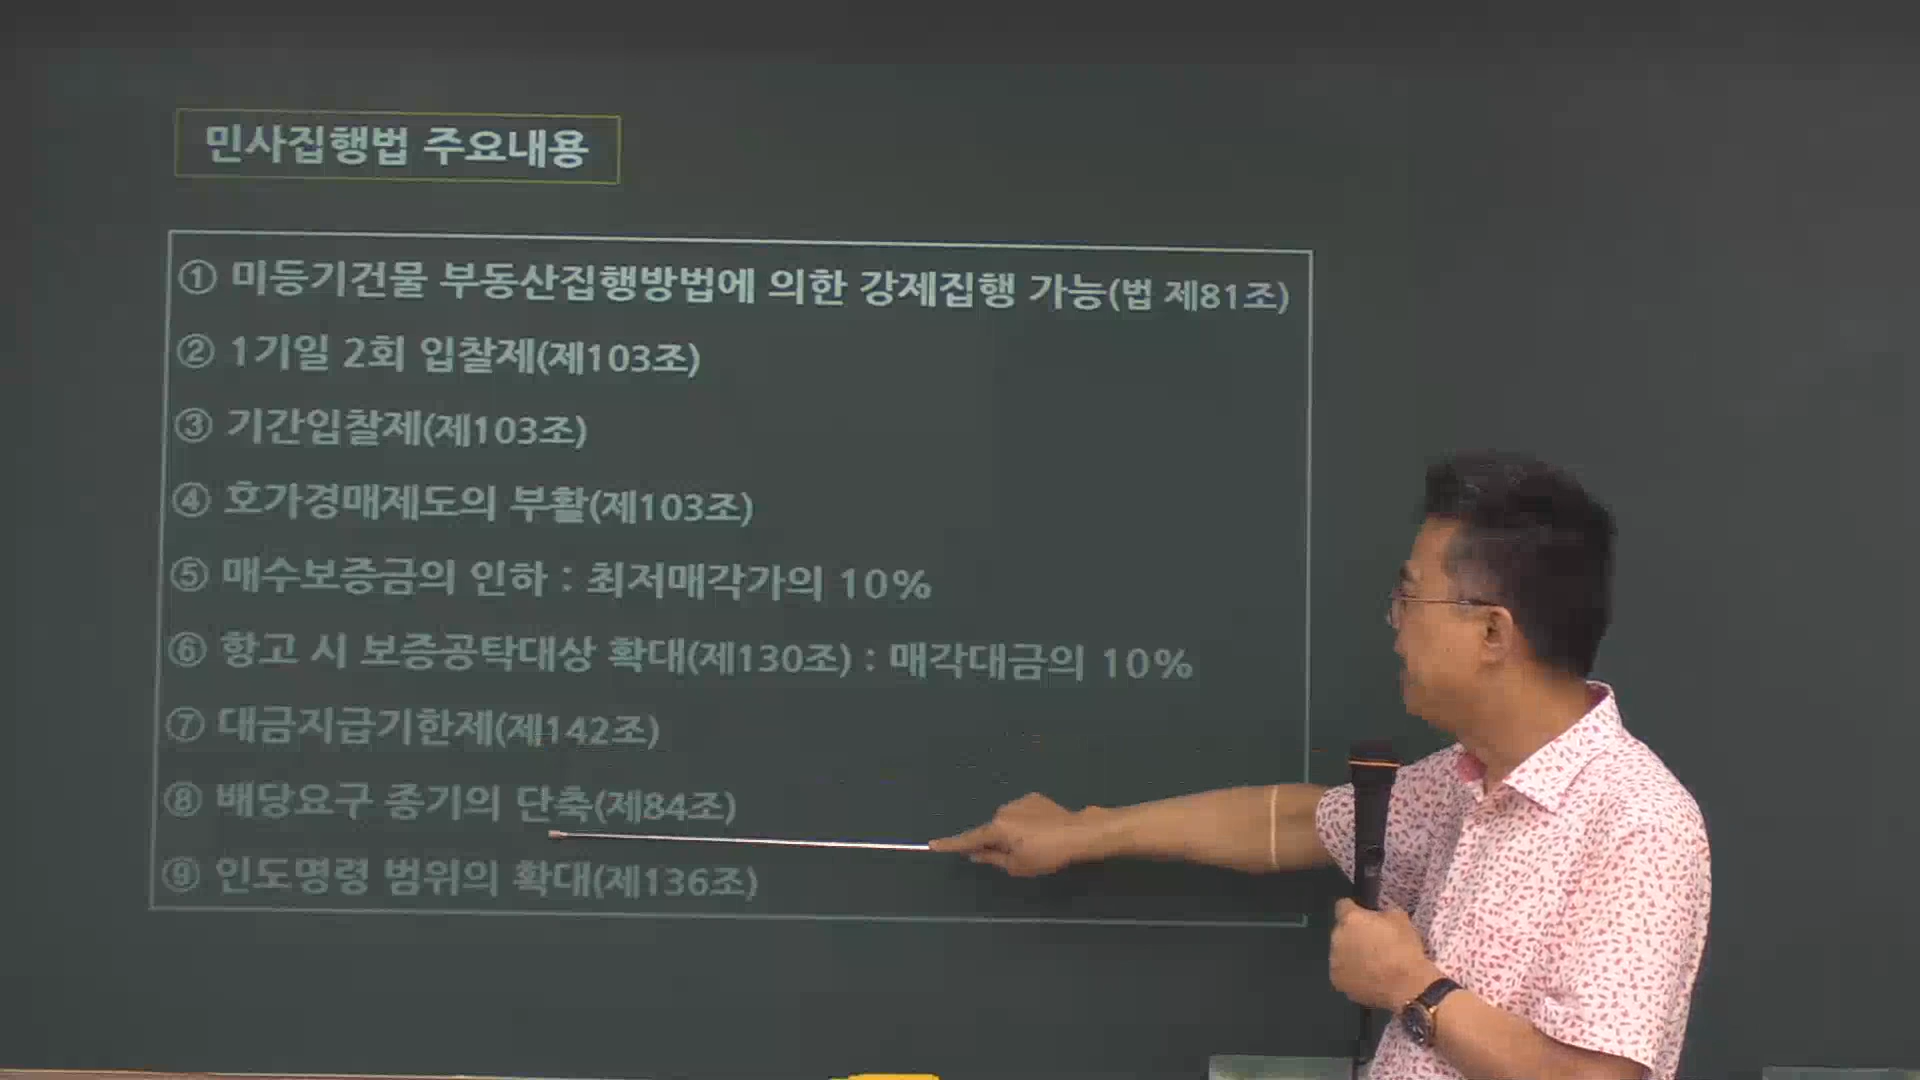 민사집행법 주요내용
① 미등기건물 부동산집행방법에 의한 강제집행 가능(법 제81조)
② 1기일 2회 입찰제(제103조)
③ 기간입찰제(제103조)
④ 호가경매제도의 부활(제103조)
⑤ 매수보증금의 인하 : 최저매각가의 10%
⑥ 항고 시 보증공탁대상 확대(제130조) : 매각대금의 10%
⑦ 대금지급기한제(제142조)
⑧ 배당요구 종기의 단축(제84조)
⑨ 인도명령 범위의 확대(제136조)